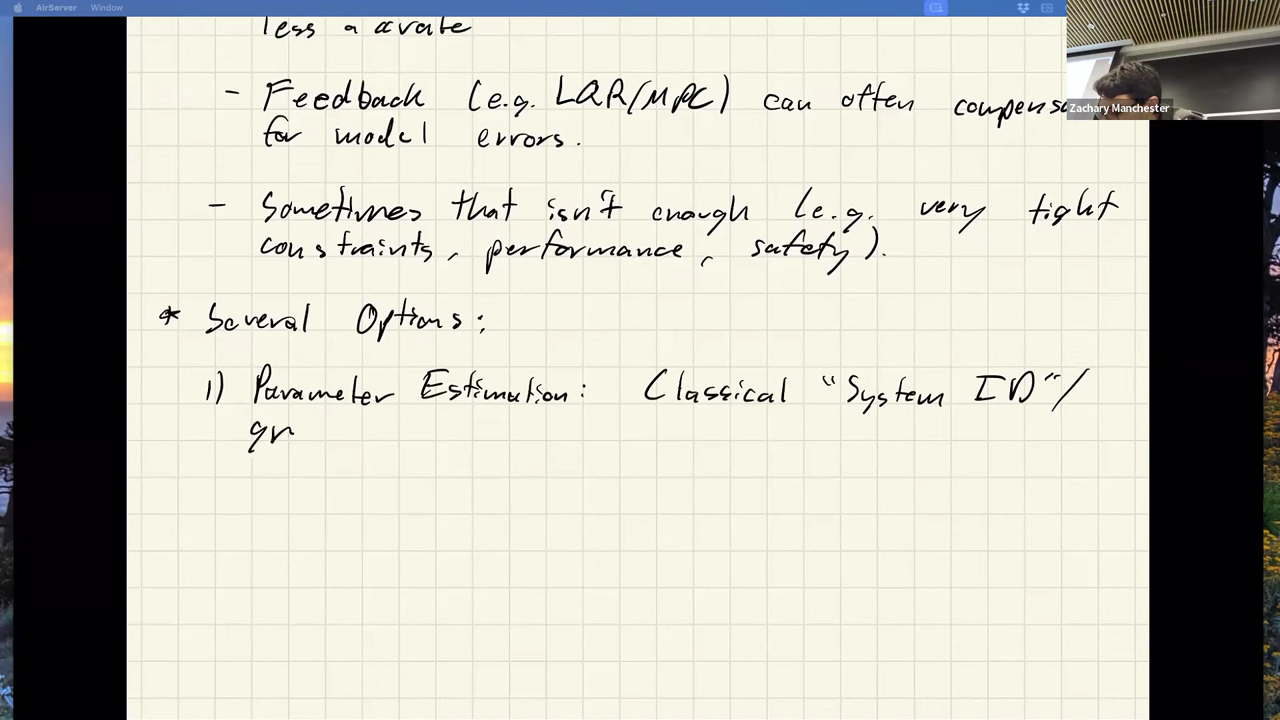 AirServer Window
less accurate
- Feedback (e.g. LQR/MPC) can often compens
for model errors.
Zachary Manchester
- Sometimes that isn't enough (e.g. very tight
constraints, performance, safety).
* Several Options:
1) Parameter Estimation: Classical "System ID"/
gr